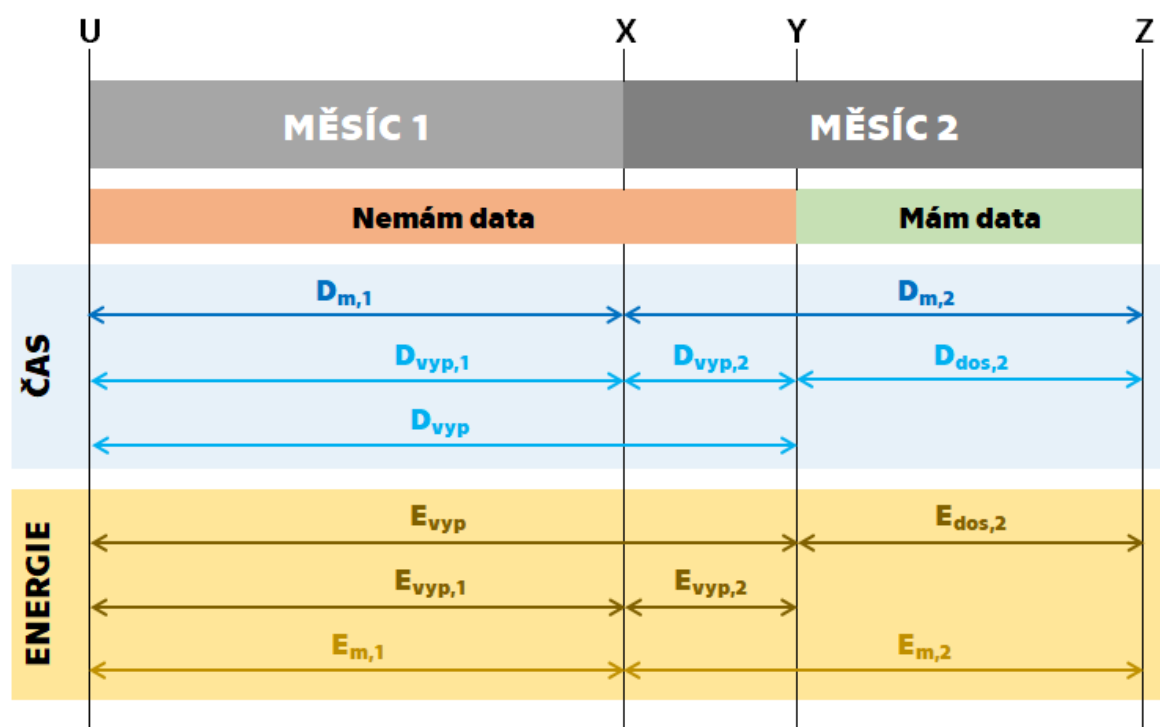 U X Y Z
MĚSÍC 1 MĚSÍC 2
Nemám data Mám data
ČAS
Dm,1 Dm,2
Dvyp,1 Dvyp,2 Ddos,2
Dvyp
ENERGIE
Evyp Edos,2
Evyp,1 Evyp,2
Em,1 Em,2